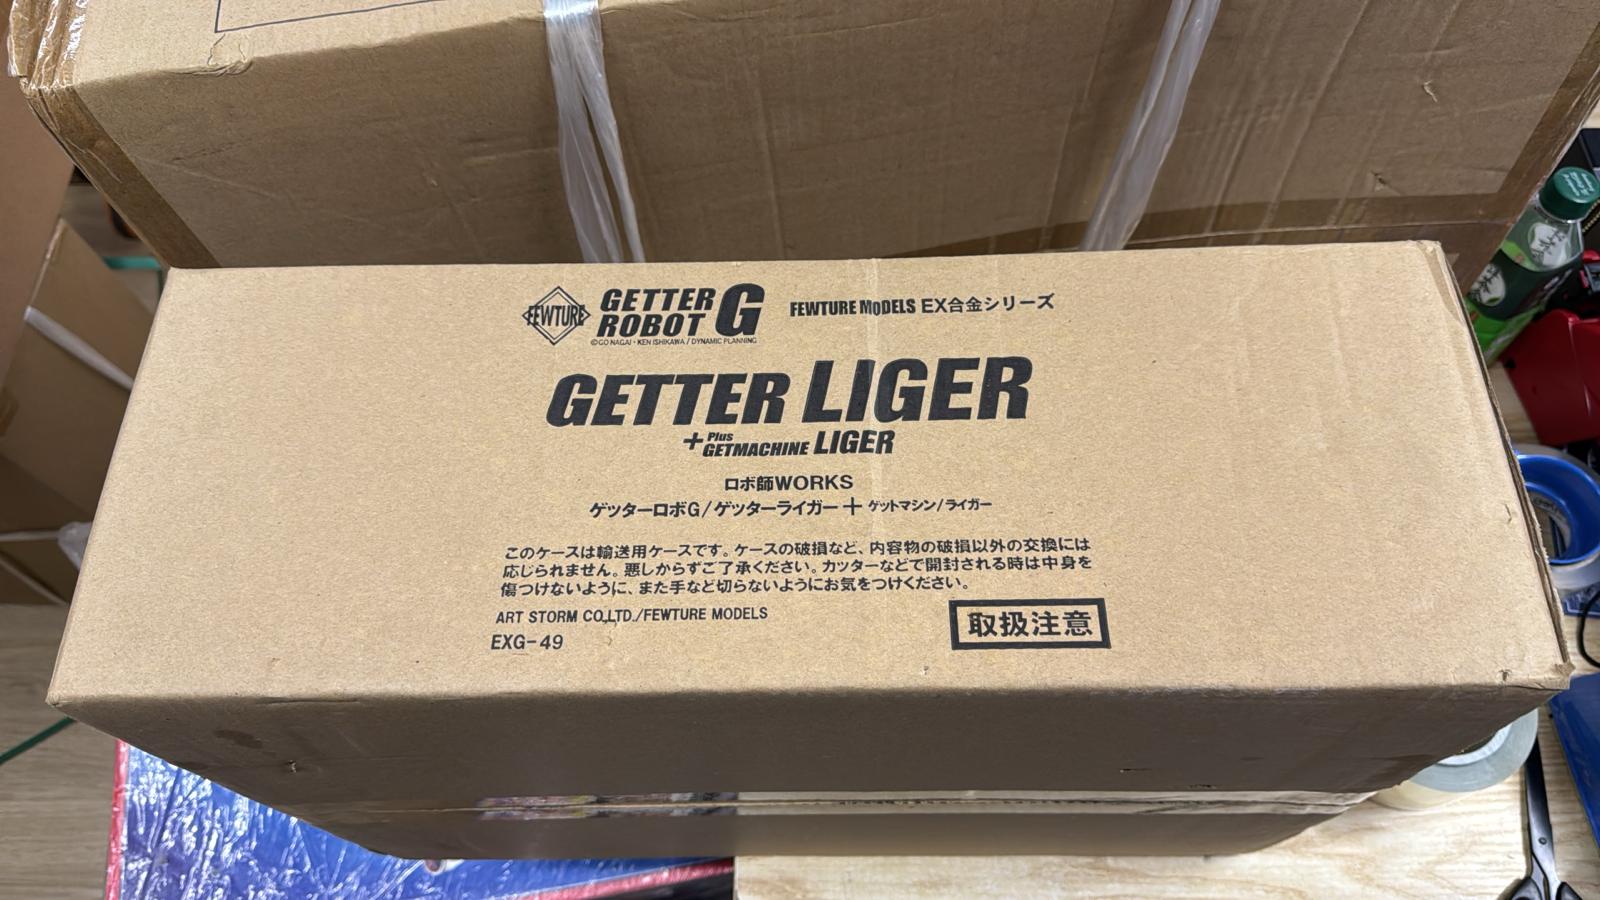 FEWTURE
GETTER
ROBOT G
©GO NAGAI・KEN ISHIKAWA / DYNAMIC PLANNING
FEWTURE MODELS EX合金シリーズ
GETTER LIGER
+Plus GETMACHINE LIGER
ロボ師WORKS
ゲッターロボG/ゲッターライガー＋ゲットマシン/ライガー
このケースは輸送用ケースです。ケースの破損など、内容物の破損以外の交換には
応じられません。悪しからずご了承ください。カッターなどで開封される時は中身を
傷つけないように、また手など切らないようにお気をつけください。
ART STORM CO,LTD./FEWTURE MODELS
EXG-49
取扱注意